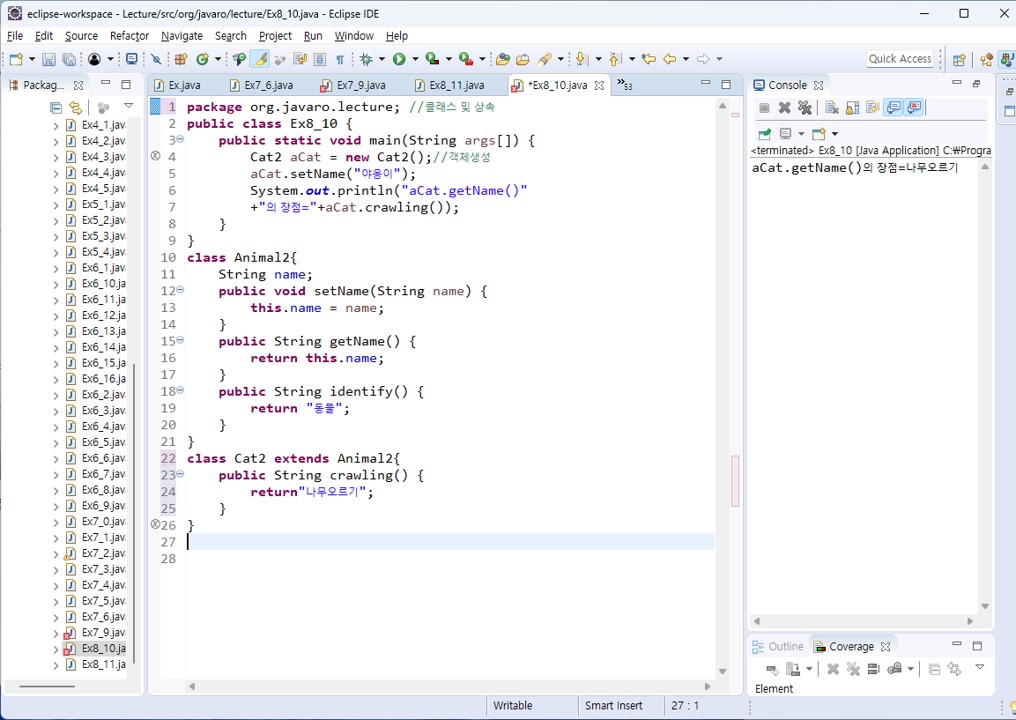 eclipse-workspace - Lecture/src/org/javaro/lecture/Ex8_10.java - Eclipse IDE
File Edit Source Refactor Navigate Search Project Run Window Help
Quick Access
Packag...
Ex.java
Ex7_6.java
Ex7_9.java
Ex8_11.java
*Ex8_10.java
»53
Console
Ex4_1.jav
Ex4_2.jav
Ex4_3.jav
Ex4_4.jav
Ex4_5.jav
Ex5_1.jav
Ex5_2.jav
Ex5_3.jav
Ex5_4.jav
Ex6_1.jav
Ex6_10.ja
Ex6_11.ja
Ex6_12.ja
Ex6_13.ja
Ex6_14.ja
Ex6_15.ja
Ex6_16.ja
Ex6_2.jav
Ex6_3.jav
Ex6_4.jav
Ex6_5.jav
Ex6_6.jav
Ex6_7.jav
Ex6_8.jav
Ex6_9.jav
Ex7_0.jav
Ex7_1.jav
Ex7_2.jav
Ex7_3.jav
Ex7_4.jav
Ex7_5.jav
Ex7_6.jav
Ex7_9.jav
Ex8_10.ja
Ex8_11.ja
1 package org.javaro.lecture; //클래스 및 상속
2 public class Ex8_10 {
3 public static void main(String args[]) {
4 Cat2 aCat = new Cat2();//객체생성
5 aCat.setName("야옹이");
6 System.out.println("aCat.getName()"
7 +"의 장점="+aCat.crawling());
8 }
9 }
10 class Animal2{
11 String name;
12 public void setName(String name) {
13 this.name = name;
14 }
15 public String getName() {
16 return this.name;
17 }
18 public String identify() {
19 return "동물";
20 }
21 }
22 class Cat2 extends Animal2{
23 public String crawling() {
24 return"나무오르기";
25 }
26 }
27
28
<terminated> Ex8_10 [Java Application] C:₩Progra
aCat.getName()의 장점=나무오르기
Outline
Coverage
Element
Writable
Smart Insert
27 : 1